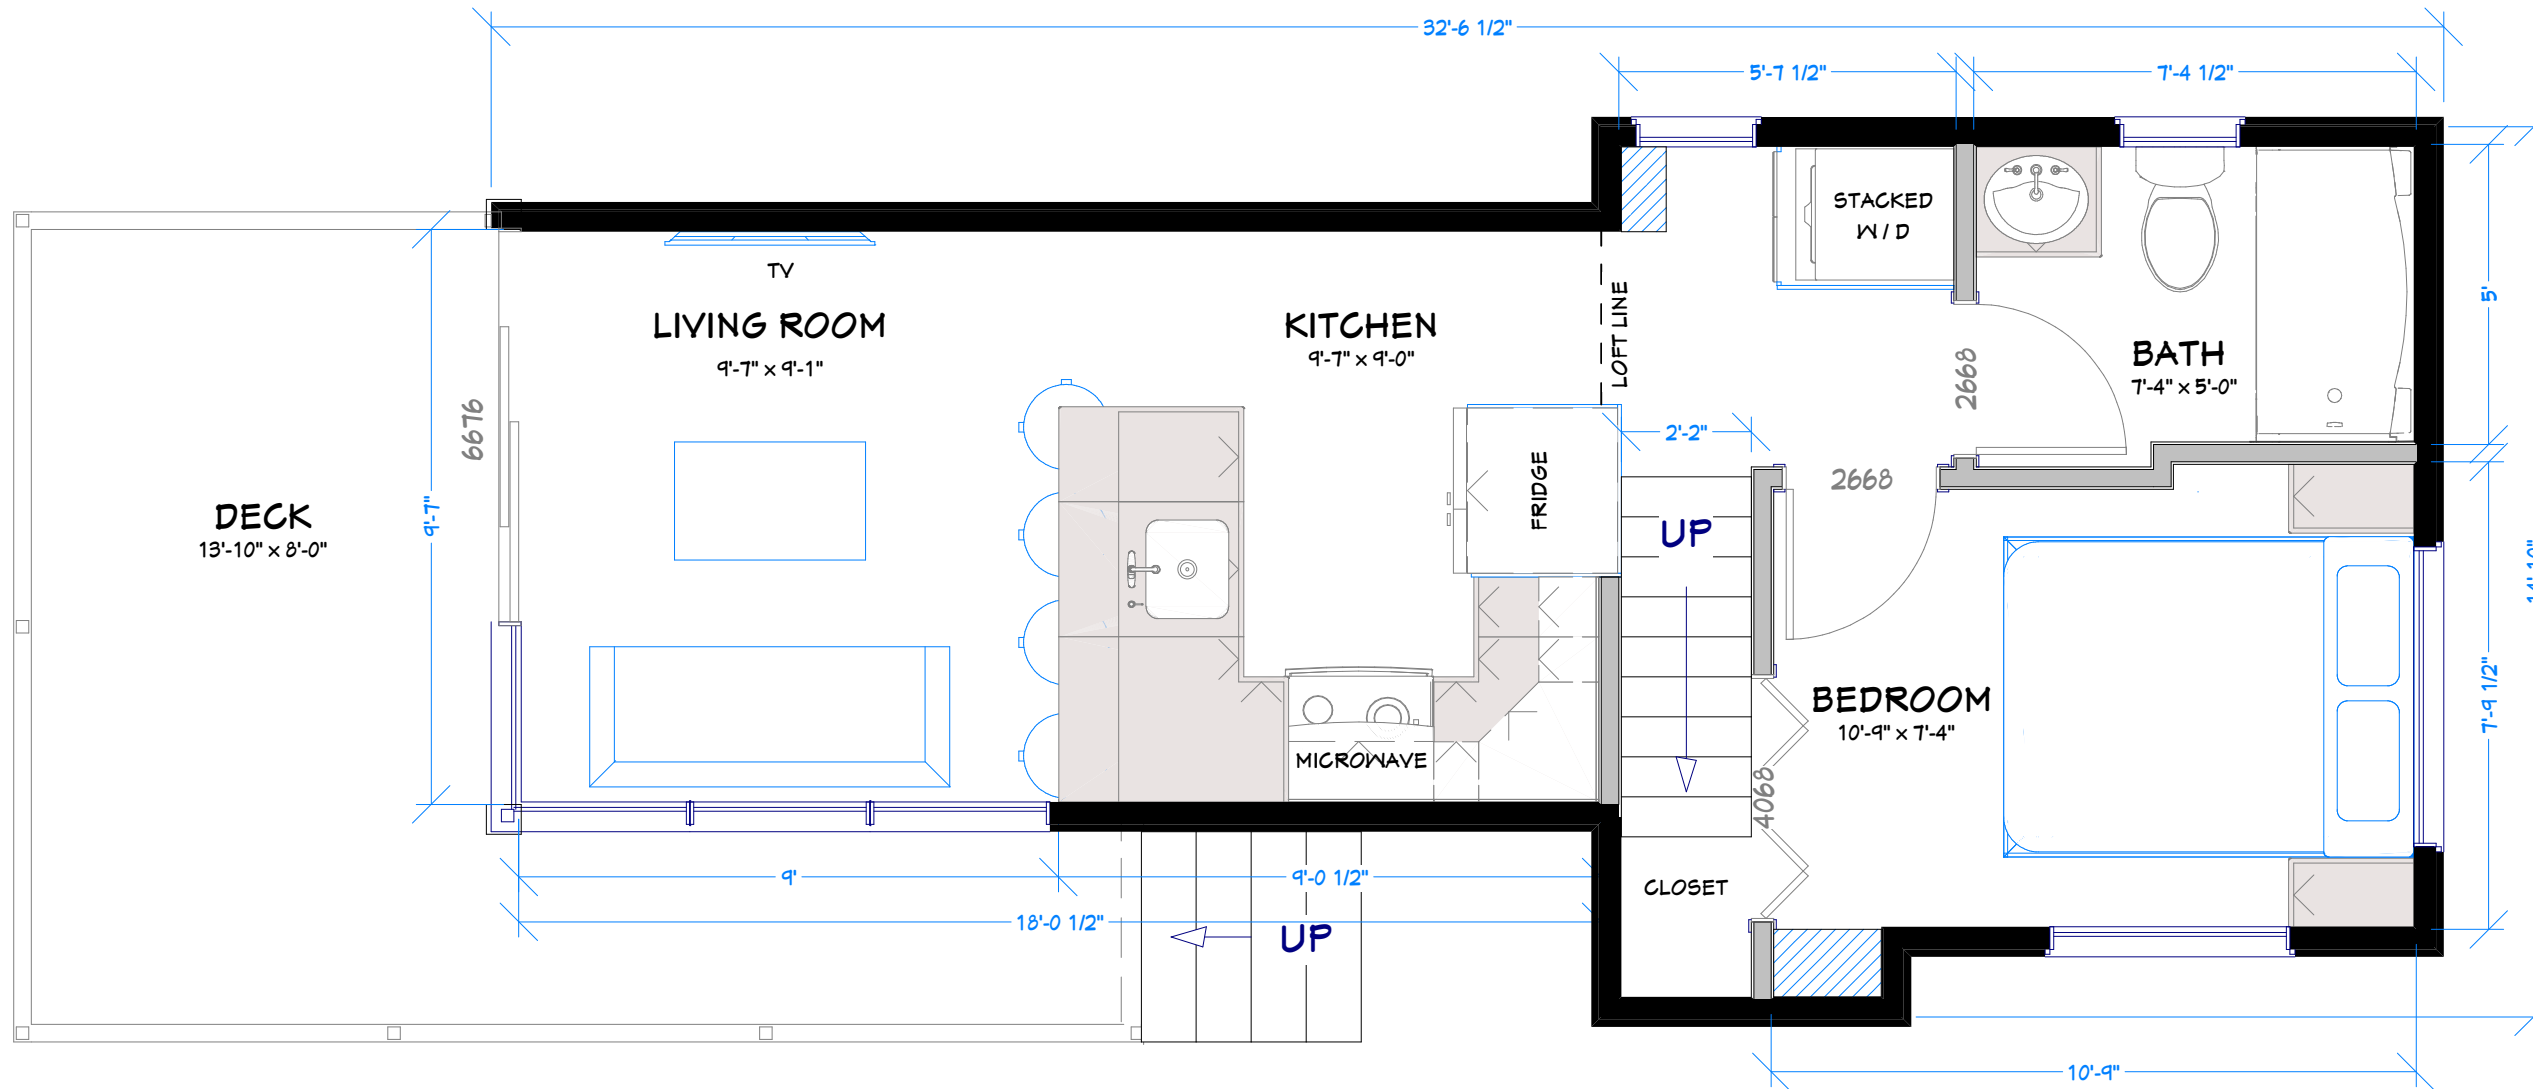 32'-6 1/2"
5'-7 1/2"
7'-4 1/2"
STACKED
W / D
TV
LIVING ROOM
9'-7" x 9'-1"
KITCHEN
9'-7" x 9'-0"
LOFT LINE
2668
BATH
7'-4" x 5'-0"
5'
6676
2'-2"
FRIDGE
2668
DECK
13'-10" x 8'-0"
9'-7"
UP
BEDROOM
10'-9" x 7'-4"
7'-9 1/2"
MICROWAVE
4068
9'
9'-0 1/2"
CLOSET
18'-0 1/2"
UP
10'-9"